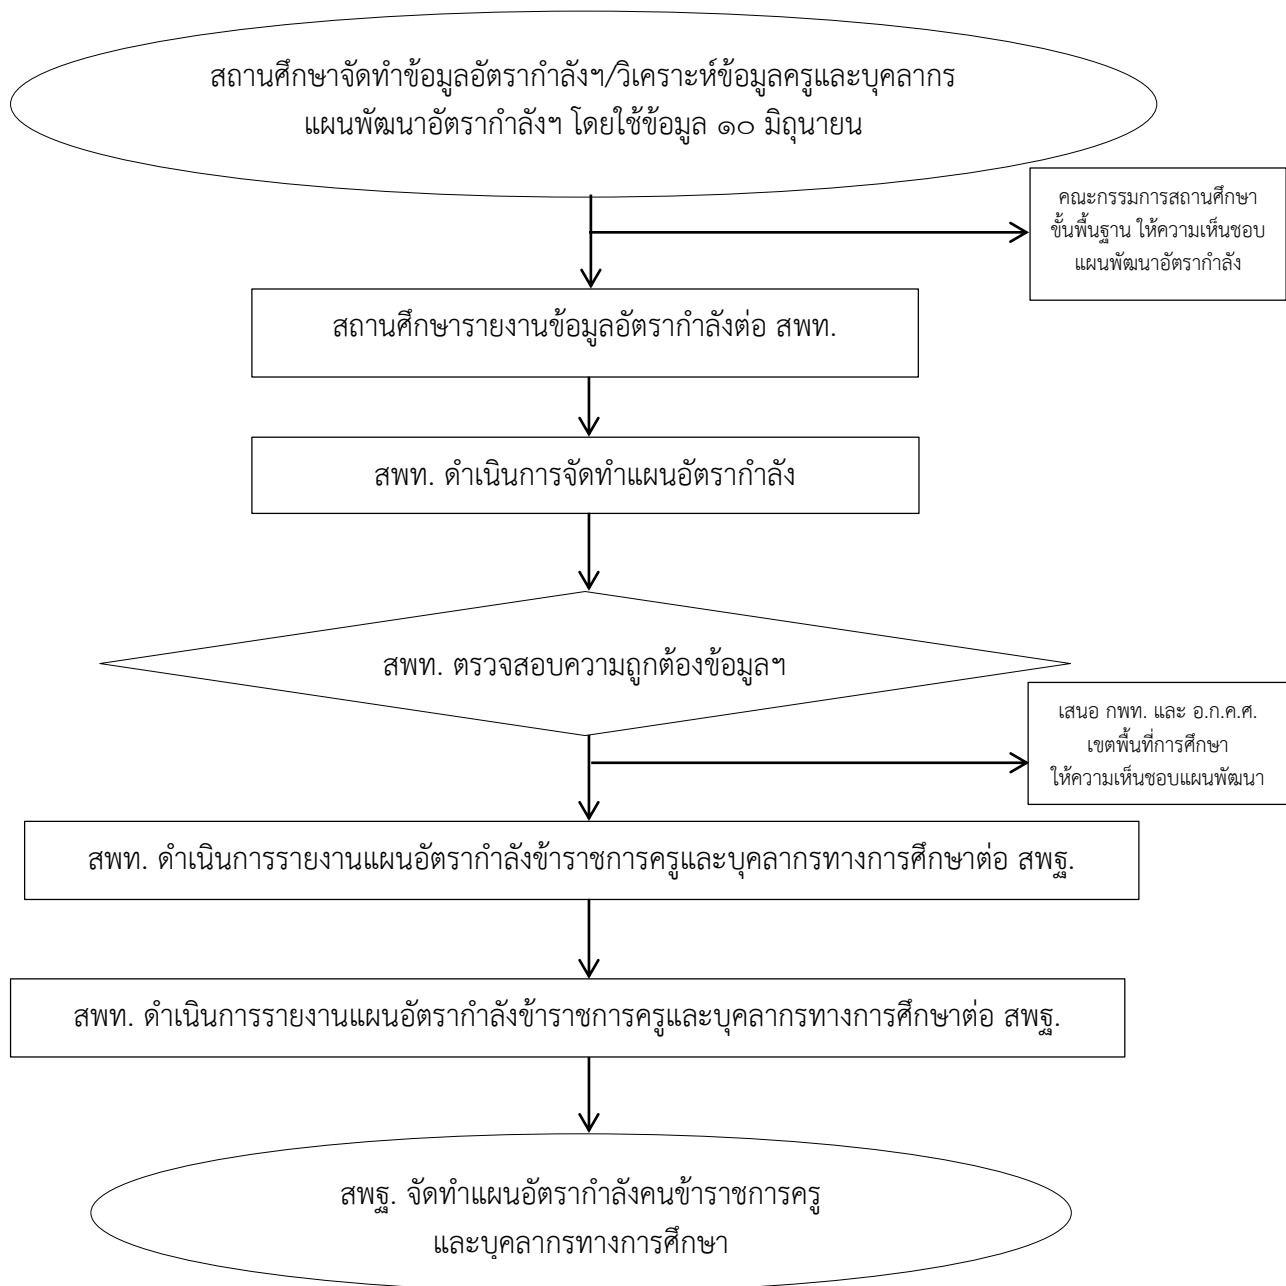 สถานศึกษาจัดทำข้อมูลอัตรากำลังฯ/วิเคราะห์ข้อมูลครูและบุคลากร
แผนพัฒนาอัตรากำลังฯ โดยใช้ข้อมูล ๑๐ มิถุนายน
คณะกรรมการสถานศึกษา
ขั้นพื้นฐาน ให้ความเห็นชอบ
แผนพัฒนาอัตรากำลัง
สถานศึกษารายงานข้อมูลอัตรากำลังต่อ สพท.
สพท. ดำเนินการจัดทำแผนอัตรากำลัง
สพท. ตรวจสอบความถูกต้องข้อมูลฯ
เสนอ กพท. และ อ.ก.ค.ศ.
เขตพื้นที่การศึกษา
ให้ความเห็นชอบแผนพัฒนา
สพท. ดำเนินการรายงานแผนอัตรากำลังข้าราชการครูและบุคลากรทางการศึกษาต่อ สพฐ.
สพท. ดำเนินการรายงานแผนอัตรากำลังข้าราชการครูและบุคลากรทางการศึกษาต่อ สพฐ.
สพฐ. จัดทำแผนอัตรากำลังคนข้าราชการครู
และบุคลากรทางการศึกษา